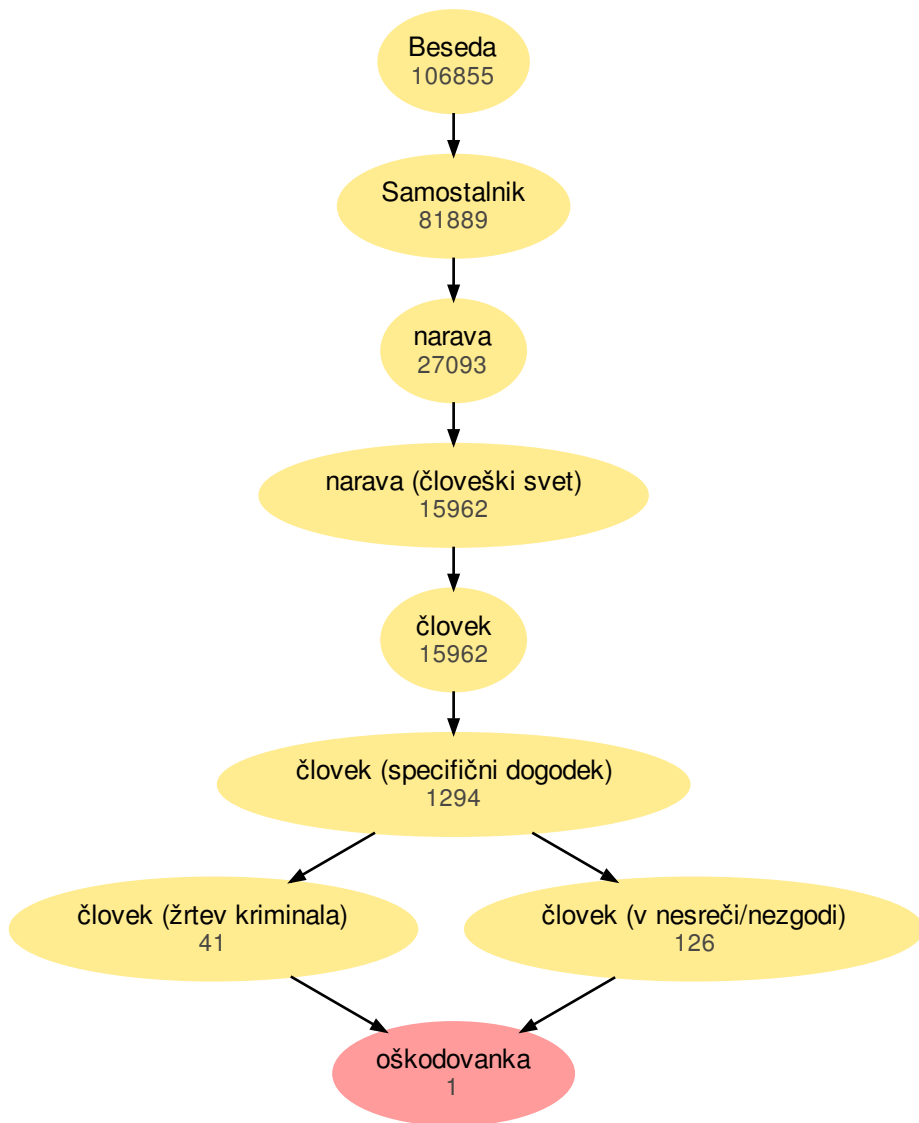 Beseda
106855
Samostalnik
81889
narava
27093
narava (človeški svet)
15962
človek
15962
človek (specifični dogodek)
1294
človek (žrtev kriminala)
41
človek (v nesreči/nezgodi)
126
oškodovanka
1